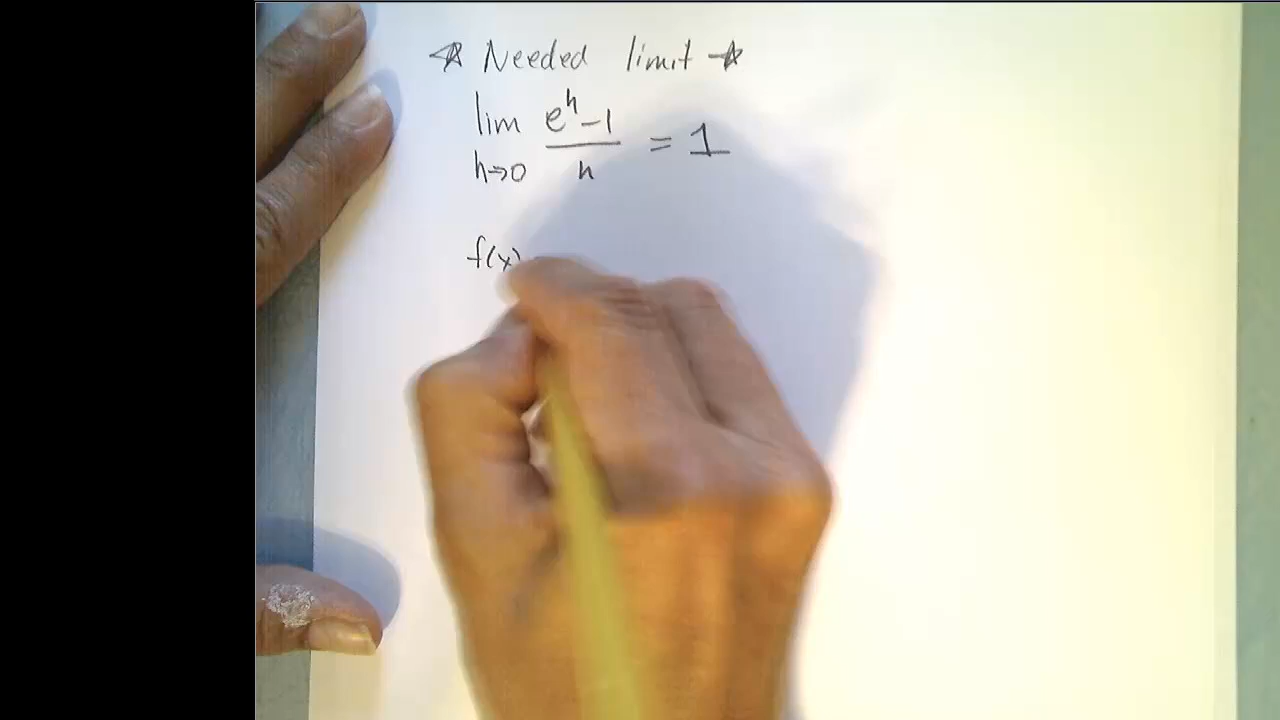 ☆ Needed limit ☆
lim e^h - 1 / h = 1
h→0
f(x)